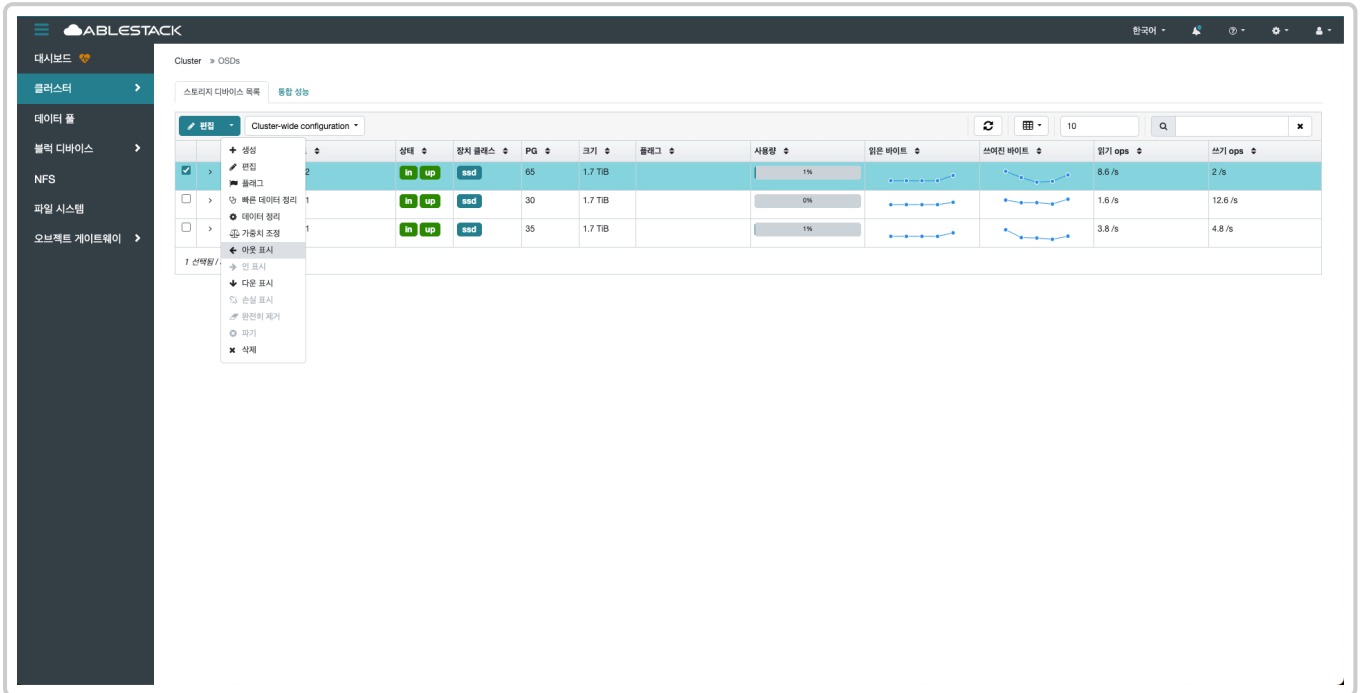 ABLESTACK
한국어
대시보드
클러스터
데이터 풀
블럭 디바이스
NFS
파일 시스템
오브젝트 게이트웨이
Cluster » OSDs
스토리지 디바이스 목록 통합 성능
편집 Cluster-wide configuration 10
상태 장치 클래스 PG 크기 플래그 사용량 읽은 바이트 쓰여진 바이트 읽기 ops 쓰기 ops
2 in up ssd 65 1.7 TiB 1% 8.6 /s 2 /s
1 in up ssd 30 1.7 TiB 0% 1.6 /s 12.6 /s
1 in up ssd 35 1.7 TiB 1% 3.8 /s 4.8 /s
1 선택됨 /
생성
편집
플래그
빠른 데이터 정리
데이터 정리
가중치 조정
아웃 표시
인 표시
다운 표시
손실 표시
완전히 제거
파기
삭제